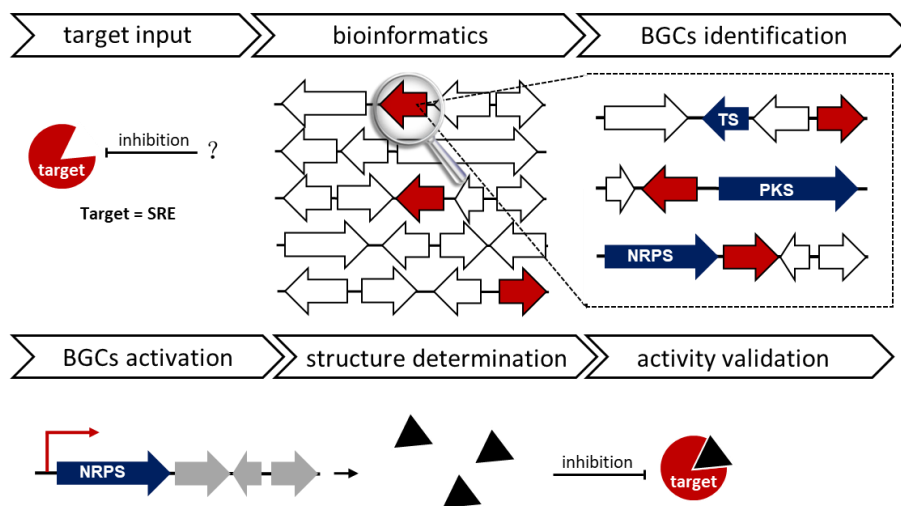 target input
bioinformatics
BGCs identification
target
inhibition
?
Target = SRE
TS
PKS
NRPS
BGCs activation
structure determination
activity validation
NRPS
inhibition
target